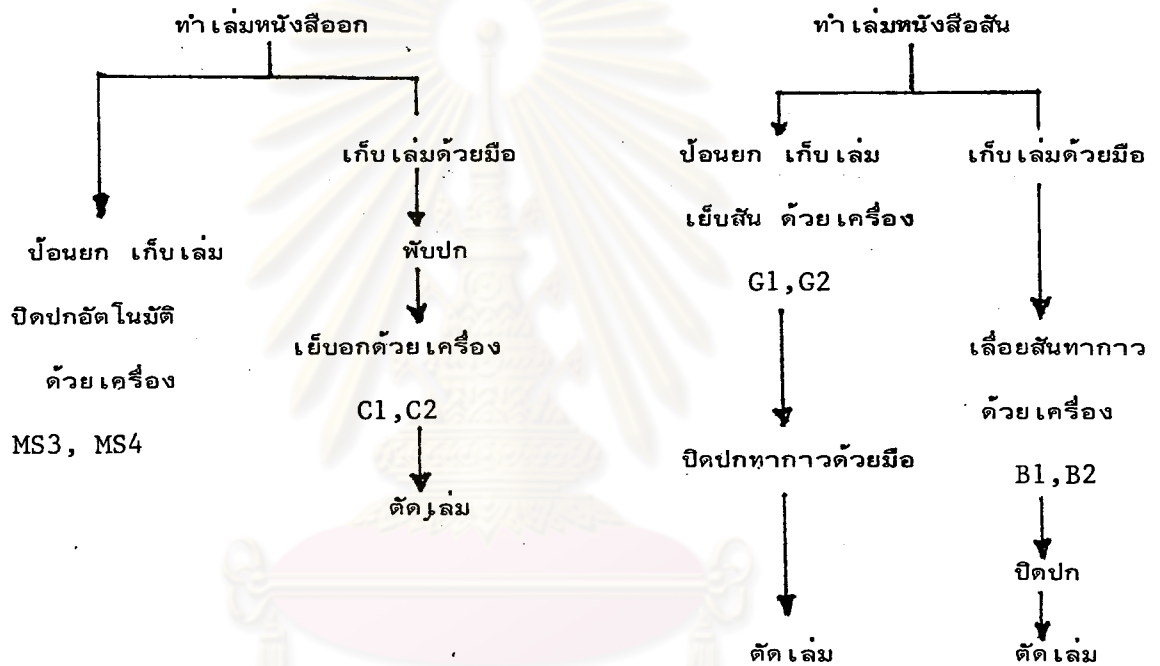 ทำเล่มหนังสืออก
ป้อนยก เก็บเล่ม
ปิดปกอัตโนมัติ
ด้วยเครื่อง
MS3, MS4
เก็บเล่มด้วยมือ
พับปก
เย็บอกด้วยเครื่อง
C1,C2
ตัดเล่ม
ทำเล่มหนังสือสัน
ป้อนยก เก็บเล่ม
เย็บสัน ด้วยเครื่อง
G1,G2
ปิดปกทากาวด้วยมือ
ตัดเล่ม
เก็บเล่มด้วยมือ
เลื่อยสันทากาว
ด้วยเครื่อง
B1,B2
ปิดปก
ตัดเล่ม